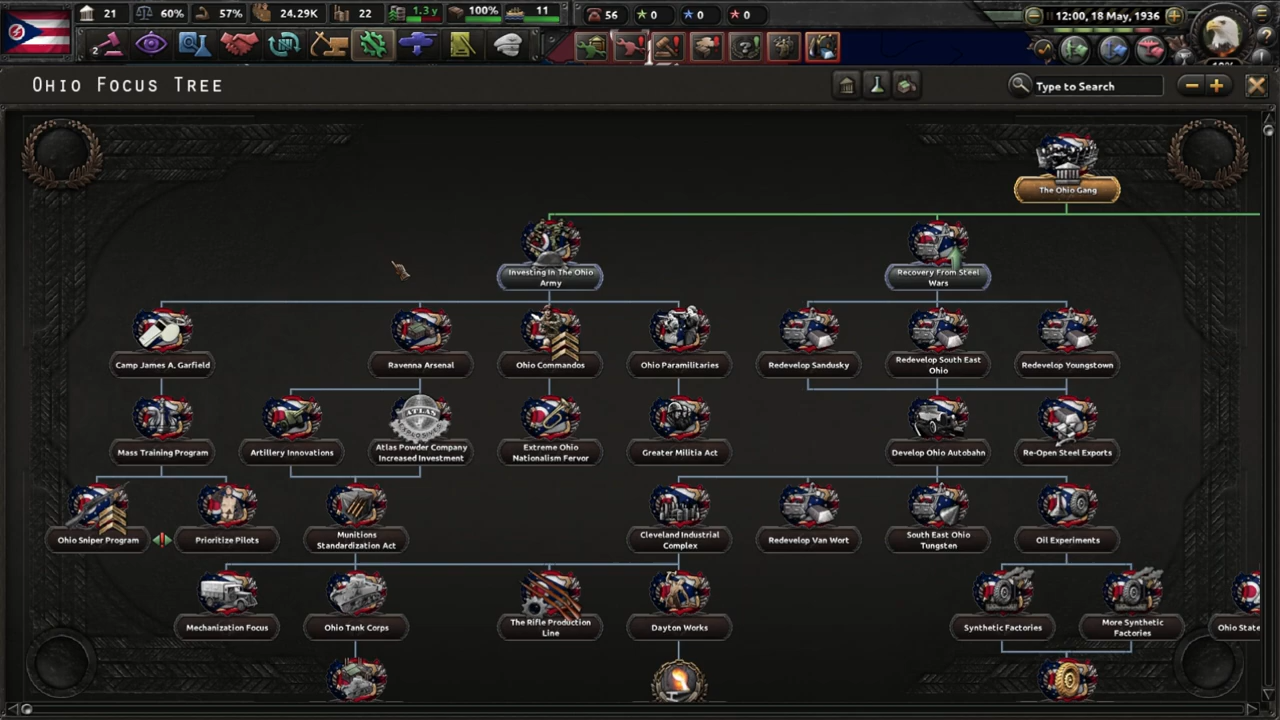 21 60% 57% 24.29K 22 1.3 y 100% 11 56 0 0 0 12:00, 18 May, 1936
2
Ohio Focus Tree
Type to Search
The Ohio Gang
Investing In The Ohio
Army
Recovery From Steel
Wars
Camp James A. Garfield
Ravenna Arsenal
Ohio Commandos
Ohio Paramilitaries
Redevelop Sandusky
Redevelop South East
Ohio
Redevelop Youngstown
Mass Training Program
Artillery Innovations
ATLAS
Atlas Powder Company
Increased Investment
Extreme Ohio
Nationalism Fervor
Greater Militia Act
Develop Ohio Autobahn
Re-Open Steel Exports
Ohio Sniper Program
Prioritize Pilots
Munitions
Standardization Act
Cleveland Industrial
Complex
Redevelop Van Wort
South East Ohio
Tungsten
Oil Experiments
Mechanization Focus
Ohio Tank Corps
The Rifle Production
Line
Dayton Works
Synthetic Factories
More Synthetic
Factories
Ohio State